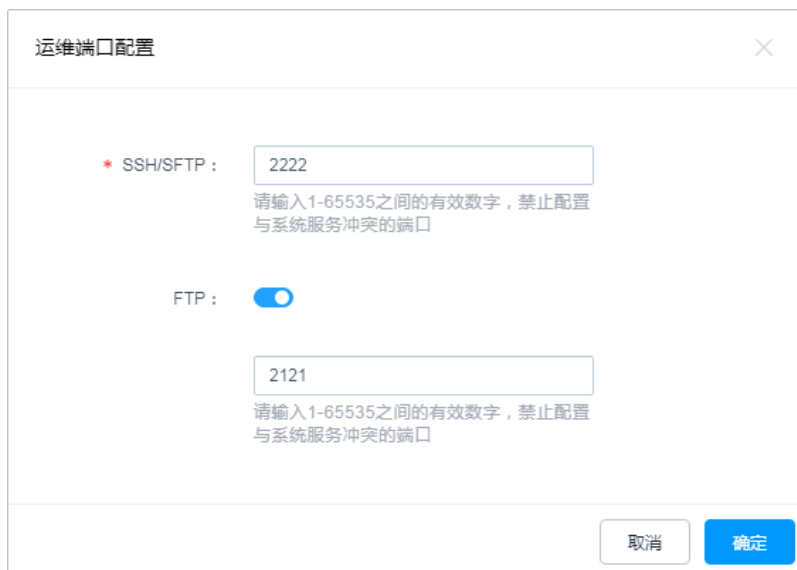 运维端口配置
* SSH/SFTP：
2222
请输入1-65535之间的有效数字，禁止配置
与系统服务冲突的端口
FTP：
2121
请输入1-65535之间的有效数字，禁止配置
与系统服务冲突的端口
取消 确定